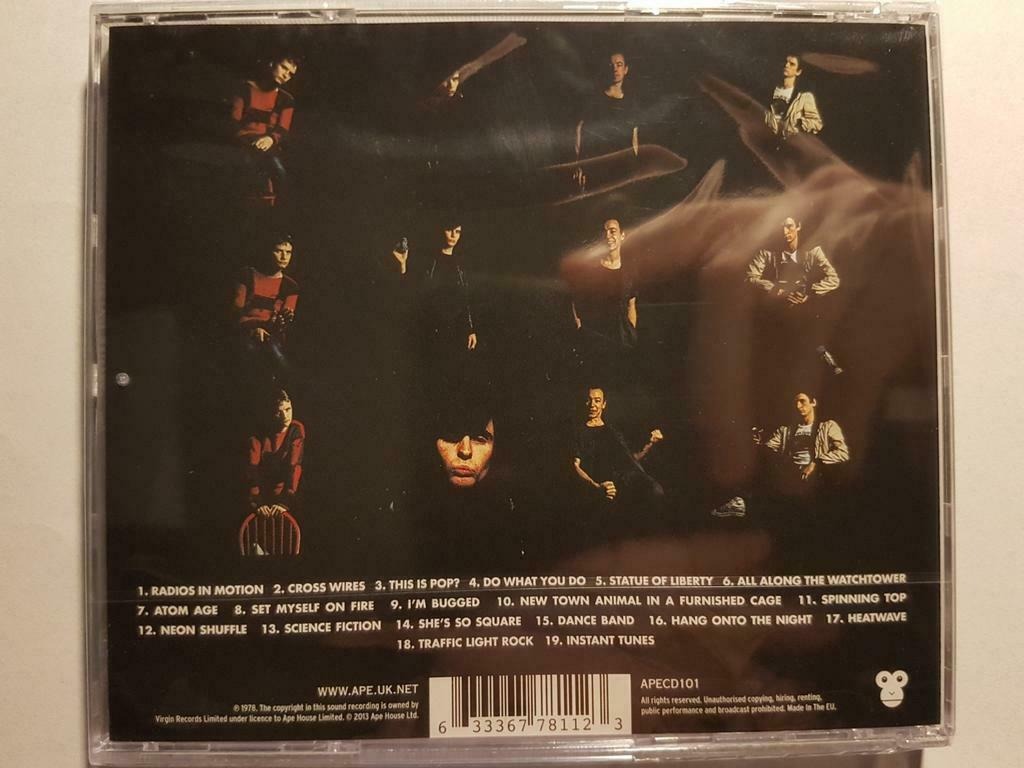 1. RADIOS IN MOTION 2. CROSS WIRES 3. THIS IS POP? 4. DO WHAT YOU DO 5. STATUE OF LIBERTY 6. ALL ALONG THE WATCHTOWER
7. ATOM AGE 8. SET MYSELF ON FIRE 9. I'M BUGGED 10. NEW TOWN ANIMAL IN A FURNISHED CAGE 11. SPINNING TOP
12. NEON SHUFFLE 13. SCIENCE FICTION 14. SHE'S SO SQUARE 15. DANCE BAND 16. HANG ONTO THE NIGHT 17. HEATWAVE
18. TRAFFIC LIGHT ROCK 19. INSTANT TUNES
WWW.APE.UK.NET
℗ 1978. The copyright in this sound recording is owned by
Virgin Records Limited under licence to Ape House Limited. © 2013 Ape House Ltd.
6 33367 78112 3
APECD101
All rights reserved. Unauthorised copying, hiring, renting,
public performance and broadcast prohibited. Made In The EU.